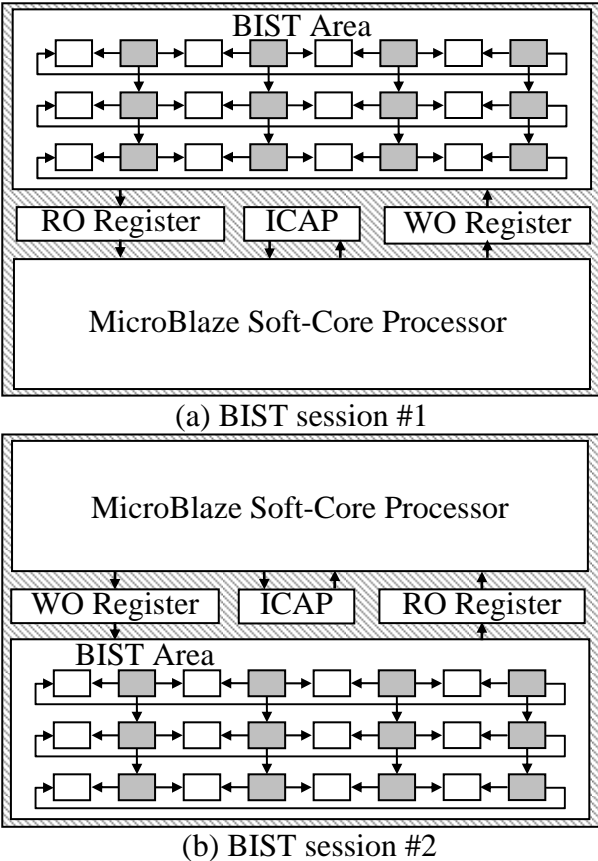 BIST Area
RO Register ICAP WO Register
MicroBlaze Soft-Core Processor
(a) BIST session #1
MicroBlaze Soft-Core Processor
WO Register ICAP RO Register
BIST Area
(b) BIST session #2